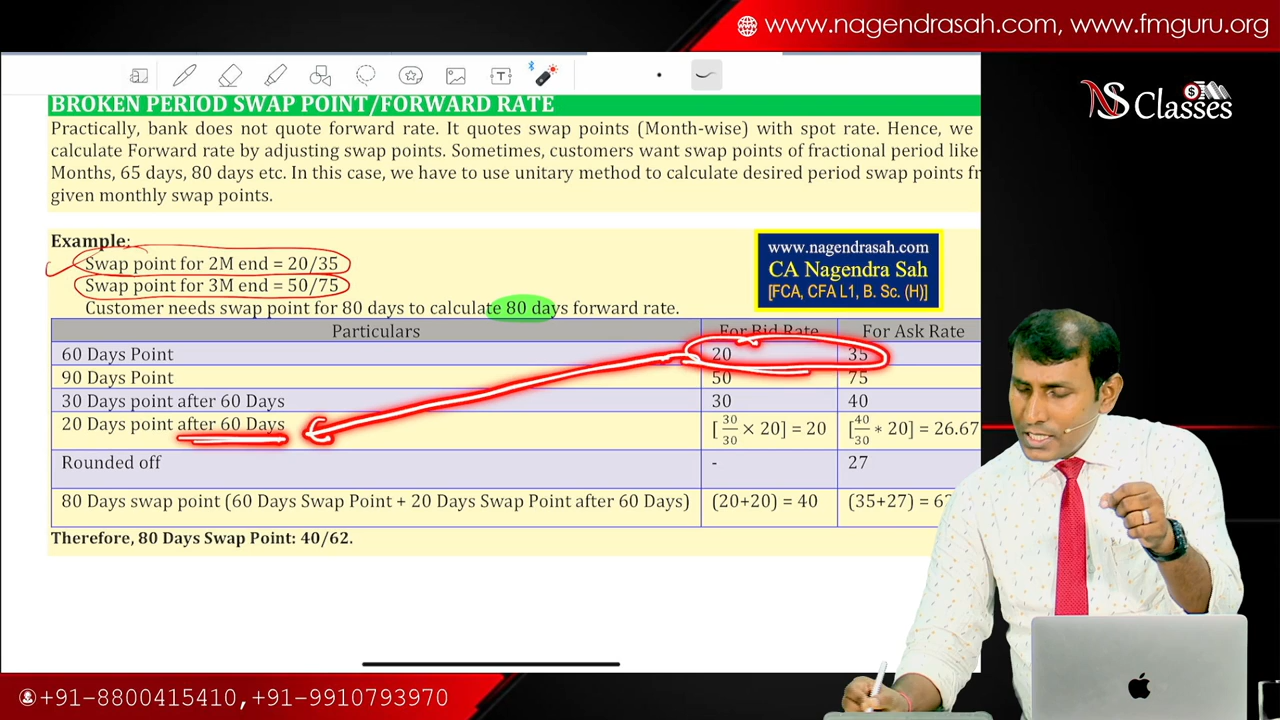 www.nagendrasah.com, www.fmguru.org
NS Classes
BROKEN PERIOD SWAP POINT/FORWARD RATE
Practically, bank does not quote forward rate. It quotes swap points (Month-wise) with spot rate. Hence, we
calculate Forward rate by adjusting swap points. Sometimes, customers want swap points of fractional period like
Months, 65 days, 80 days etc. In this case, we have to use unitary method to calculate desired period swap points
given monthly swap points.
Example:
Swap point for 2M end = 20/35
Swap point for 3M end = 50/75
Customer needs swap point for 80 days to calculate 80 days forward rate.
www.nagendrasah.com
CA Nagendra Sah
[FCA, CFA L1, B. Sc. (H)]
Particulars For Bid Rate For Ask Rate
60 Days Point 20 35
90 Days Point 50 75
30 Days point after 60 Days 30 40
20 Days point after 60 Days [30/30 × 20] = 20 [40/30 * 20] = 26.67
Rounded off - 27
80 Days swap point (60 Days Swap Point + 20 Days Swap Point after 60 Days) (20+20) = 40 (35+27) =
Therefore, 80 Days Swap Point: 40/62.
+91-8800415410,+91-9910793970